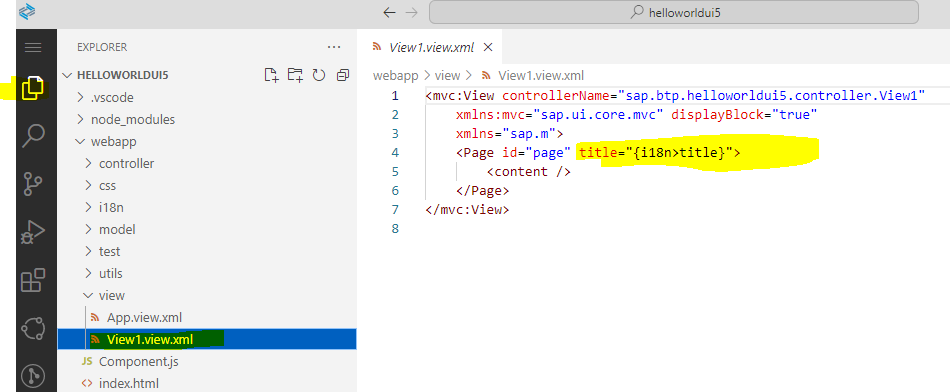 helloworldui5
EXPLORER
HELLOWORLDUI5
.vscode
node_modules
webapp
controller
css
i18n
model
test
utils
view
App.view.xml
View1.view.xml
Component.js
index.html
View1.view.xml
webapp > view > View1.view.xml
1 <mvc:View controllerName="sap.btp.helloworldui5.controller.View1"
2 xmlns:mvc="sap.ui.core.mvc" displayBlock="true"
3 xmlns="sap.m">
4 <Page id="page" title="{i18n>title}">
5 <content />
6 </Page>
7 </mvc:View>
8